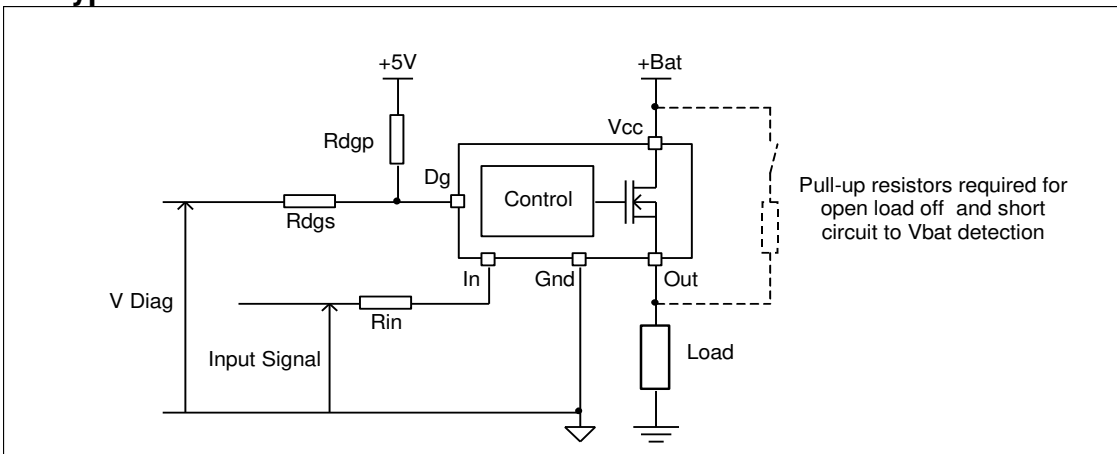 +5V
+Bat
Rdgp
Vcc
Dg
Control
Rdgs
Pull-up resistors required for
open load off and short
circuit to Vbat detection
In
Gnd
Out
V Diag
Rin
Input Signal
Load